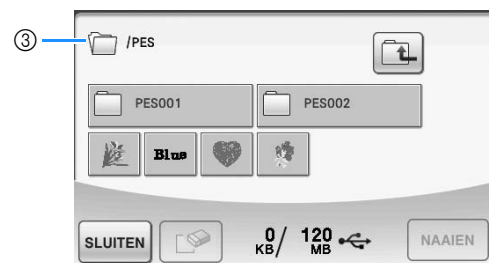 ③
/PES
PES001
PES002
Blue
SLUITEN
0 KB / 120 MB
NAAIEN